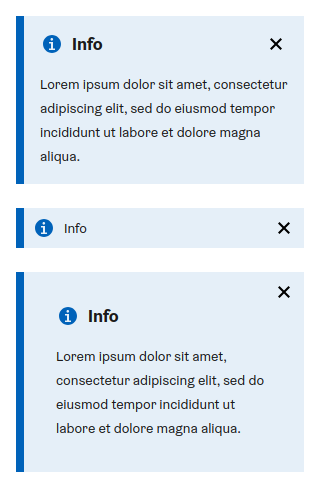 Info
Lorem ipsum dolor sit amet, consectetur
adipiscing elit, sed do eiusmod tempor
incididunt ut labore et dolore magna
aliqua.
Info
Info
Lorem ipsum dolor sit amet,
consectetur adipiscing elit, sed do
eiusmod tempor incididunt ut
labore et dolore magna aliqua.